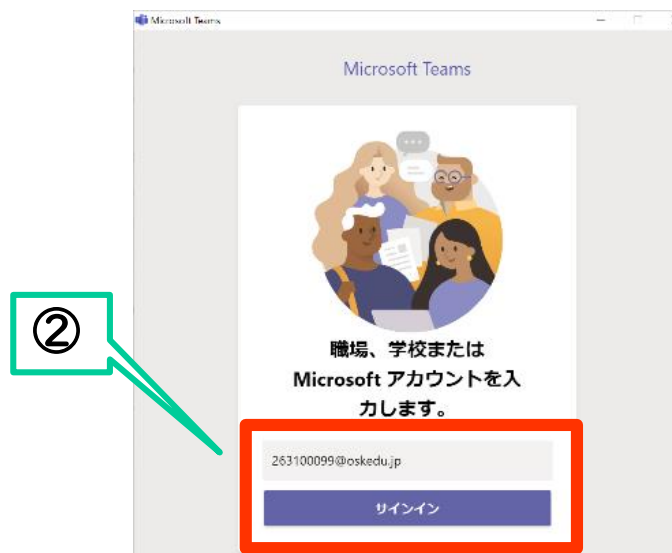 Microsoft Teams
Microsoft Teams
②
職場、学校または
Microsoft アカウントを入
力します。
263100099@oskedu.jp
サインイン